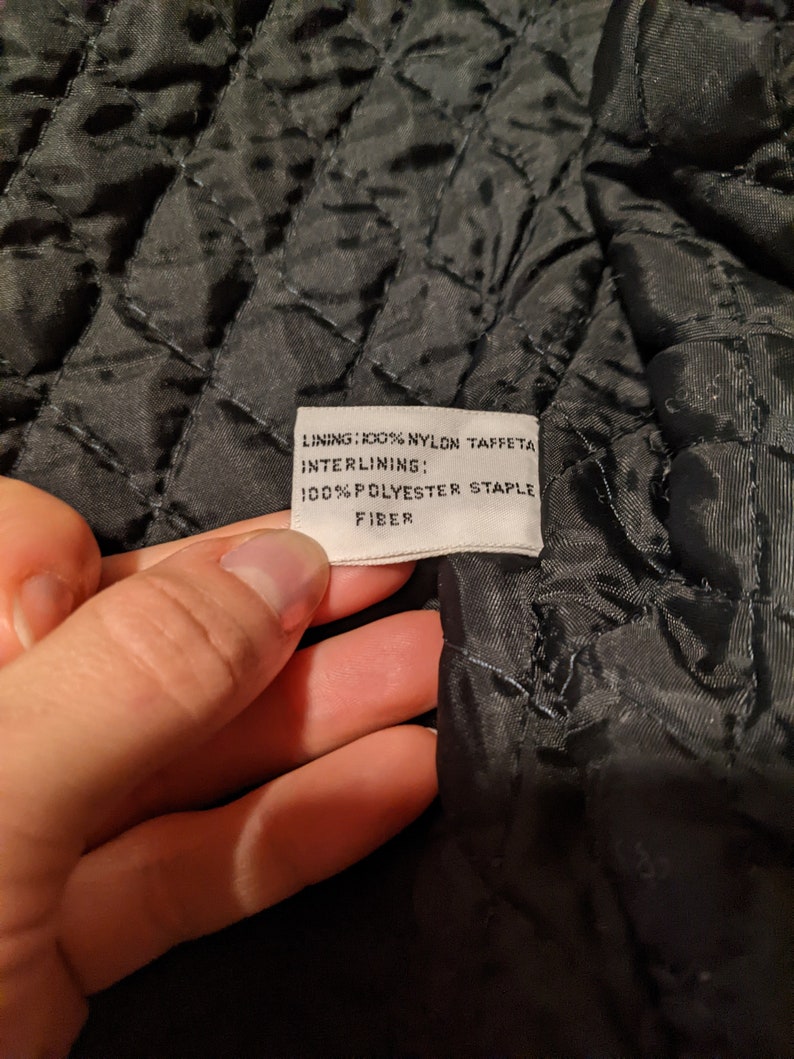 LINING:100%NYLON TAFFETA
INTERLINING:
100%POLYESTER STAPLE
FIBER